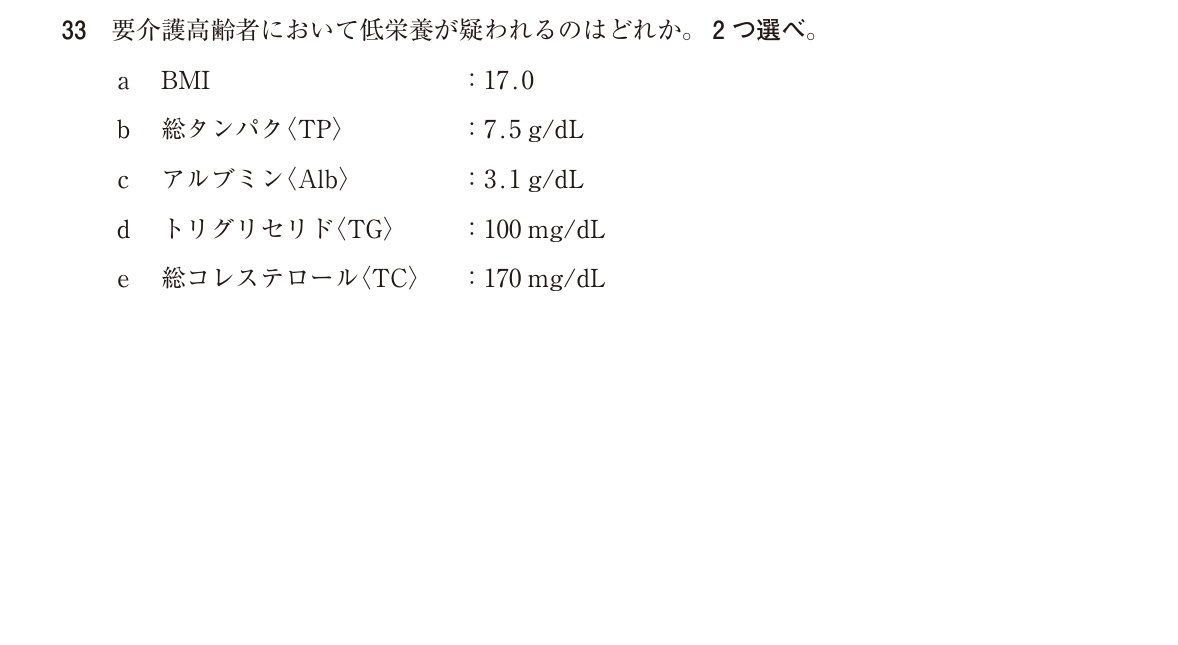 33 要介護高齢者において低栄養が疑われるのはどれか。2つ選べ。
a BMI ：17.0
b 総タンパク〈TP〉 ：7.5 g/dL
c アルブミン〈Alb〉 ：3.1 g/dL
d トリグリセリド〈TG〉 ：100 mg/dL
e 総コレステロール〈TC〉 ：170 mg/dL